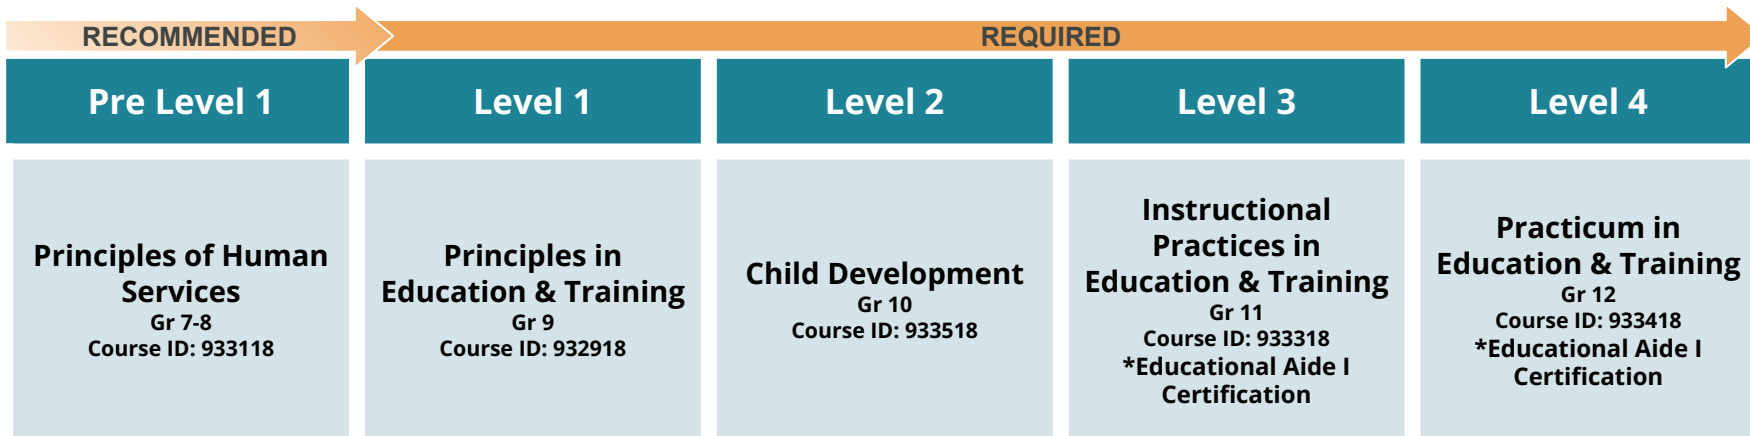 RECOMMENDED
REQUIRED
Pre Level 1
Level 1
Level 2
Level 3
Level 4
Principles of Human
Services
Gr 7-8
Course ID: 933118
Principles in
Education & Training
Gr 9
Course ID: 932918
Child Development
Gr 10
Course ID: 933518
Instructional
Practices in
Education & Training
Gr 11
Course ID: 933318
*Educational Aide I
Certification
Practicum in
Education & Training
Gr 12
Course ID: 933418
*Educational Aide I
Certification